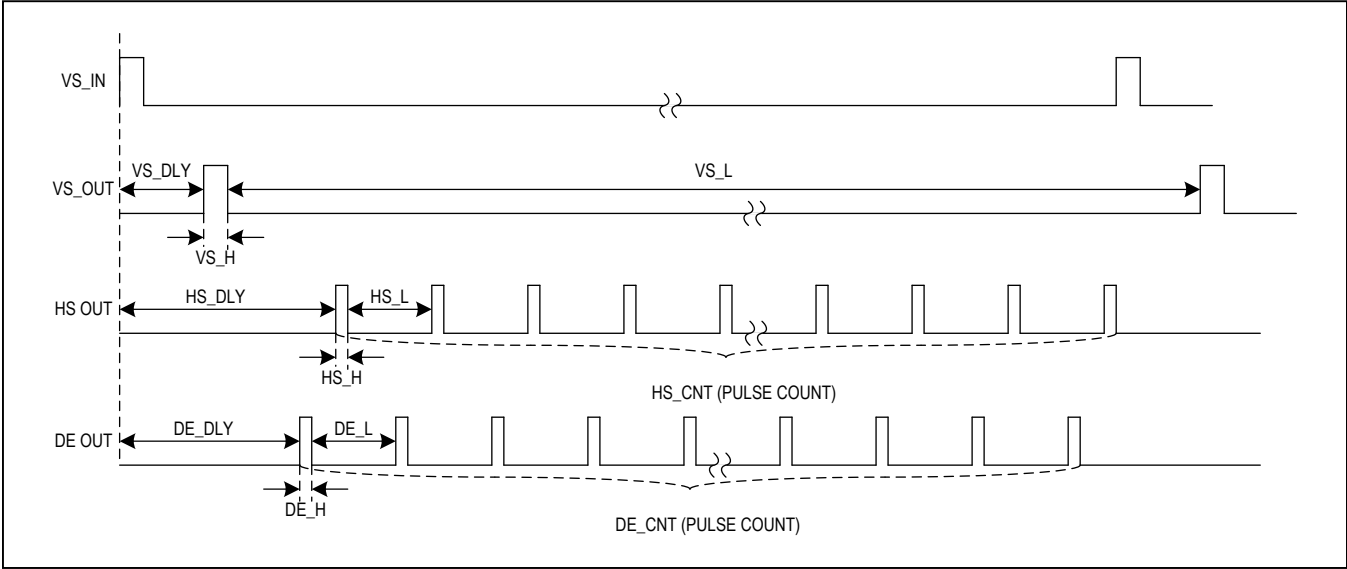 VS_IN
VS_DLY
VS_L
VS_OUT
VS_H
HS_DLY
HS_L
HS OUT
HS_H
HS_CNT (PULSE COUNT)
DE_DLY
DE_L
DE OUT
DE_H
DE_CNT (PULSE COUNT)